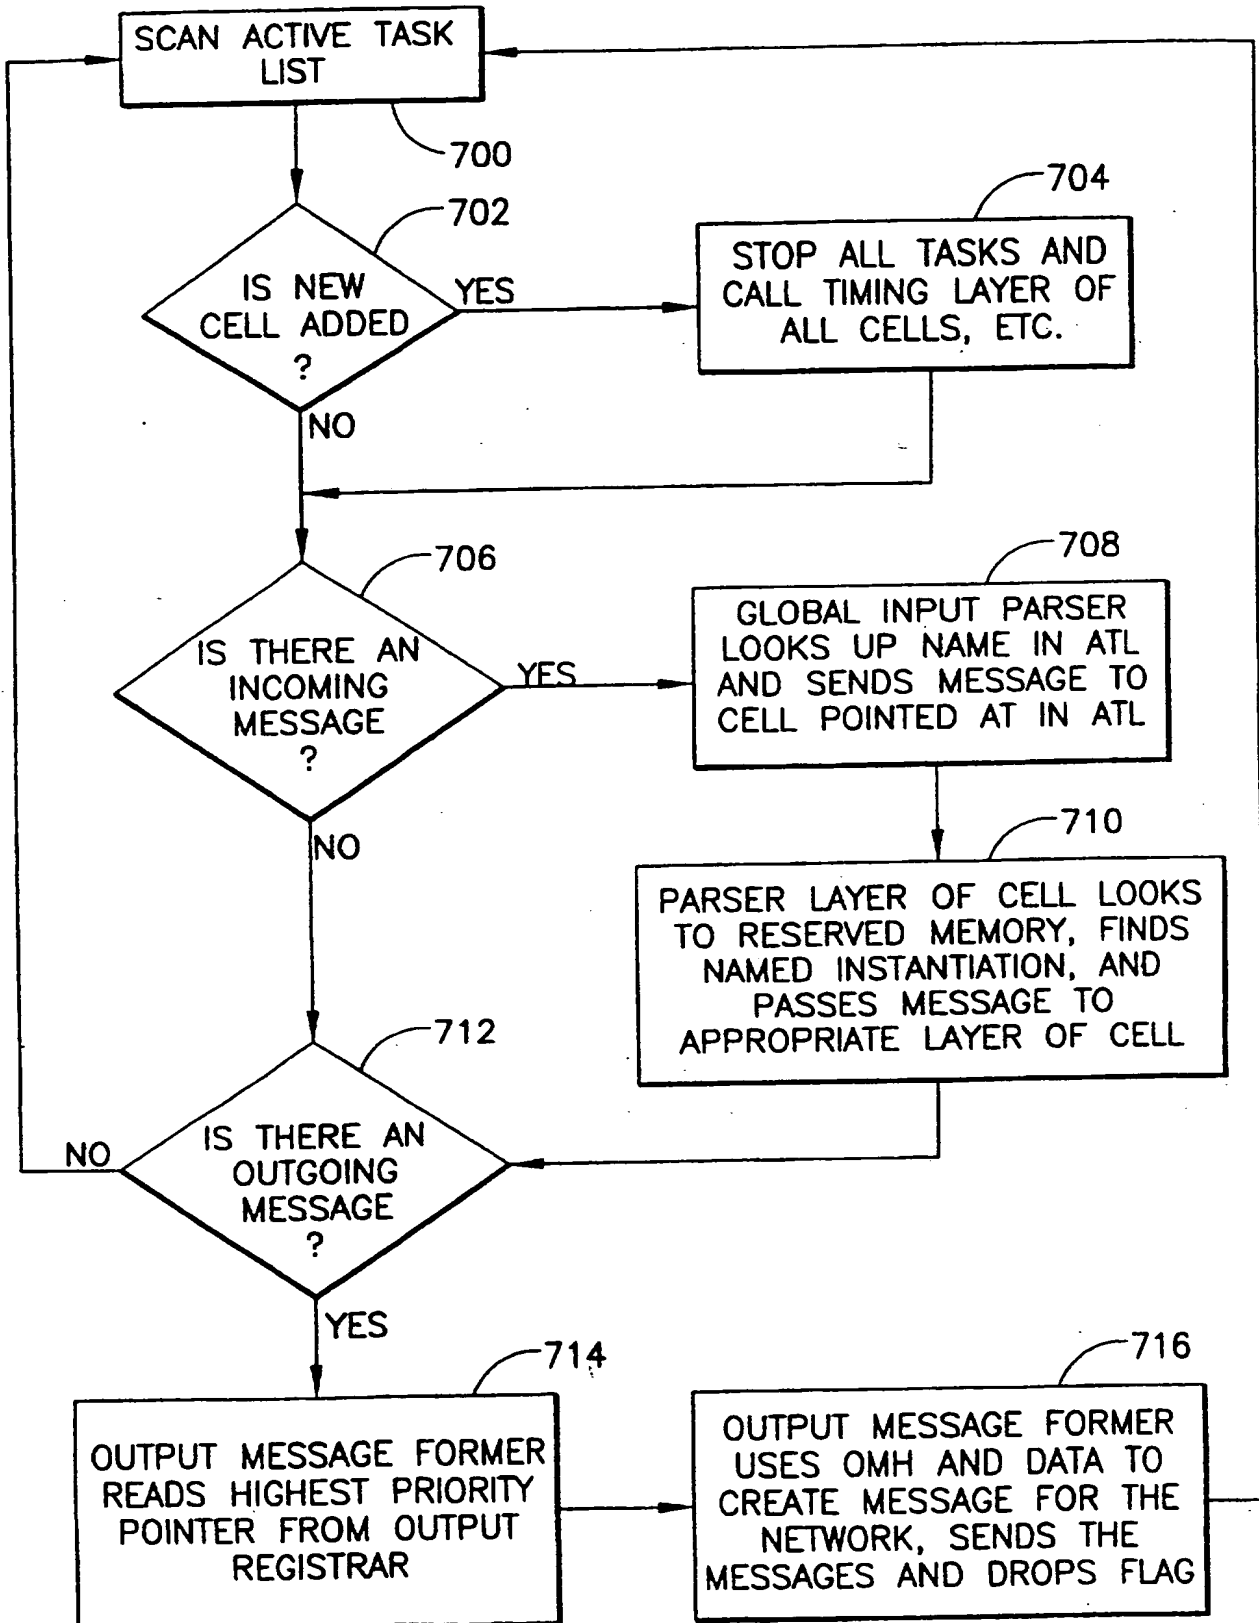 SCAN ACTIVE TASK
LIST
700
702
IS NEW
CELL ADDED
?
YES
NO
704
STOP ALL TASKS AND
CALL TIMING LAYER OF
ALL CELLS, ETC.
706
IS THERE AN
INCOMING
MESSAGE
?
YES
NO
708
GLOBAL INPUT PARSER
LOOKS UP NAME IN ATL
AND SENDS MESSAGE TO
CELL POINTED AT IN ATL
710
PARSER LAYER OF CELL LOOKS
TO RESERVED MEMORY, FINDS
NAMED INSTANTIATION, AND
PASSES MESSAGE TO
APPROPRIATE LAYER OF CELL
712
IS THERE AN
OUTGOING
MESSAGE
?
NO
YES
714
OUTPUT MESSAGE FORMER
READS HIGHEST PRIORITY
POINTER FROM OUTPUT
REGISTRAR
716
OUTPUT MESSAGE FORMER
USES OMH AND DATA TO
CREATE MESSAGE FOR THE
NETWORK, SENDS THE
MESSAGES AND DROPS FLAG